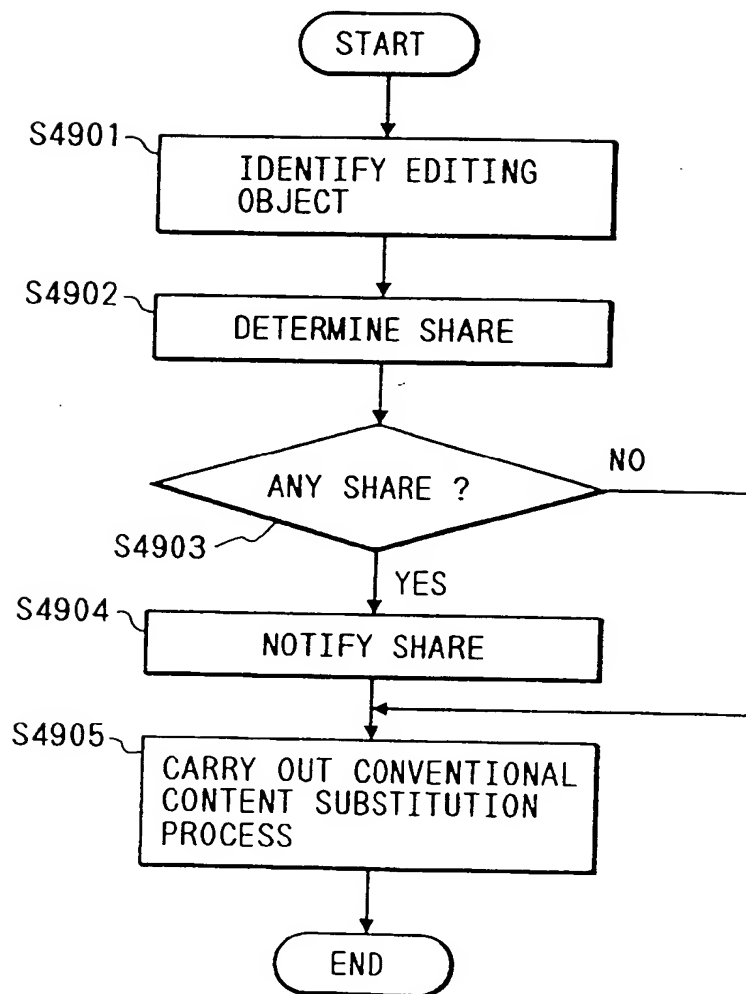 START
S4901
IDENTIFY EDITING
OBJECT
S4902
DETERMINE SHARE
ANY SHARE ?
NO
S4903
YES
S4904
NOTIFY SHARE
S4905
CARRY OUT CONVENTIONAL
CONTENT SUBSTITUTION
PROCESS
END